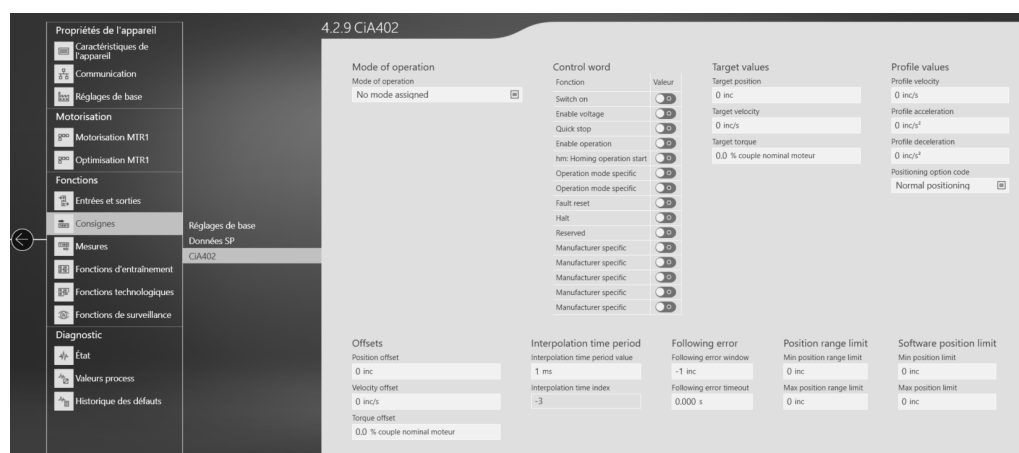 Propriétés de l'appareil
Caractéristiques de
l'appareil
Communication
Réglages de base
Motorisation
Motorisation MTR1
Optimisation MTR1
Fonctions
Entrées et sorties
Consignes
Mesures
Fonctions d'entraînement
Fonctions technologiques
Fonctions de surveillance
Diagnostic
État
Valeurs process
Historique des défauts
Réglages de base
Données SP
CiA402
4.2.9 CiA402
Mode of operation
Mode of operation
No mode assigned
Control word
Fonction Valeur
Switch on
Enable voltage
Quick stop
Enable operation
hm: Homing operation start
Operation mode specific
Operation mode specific
Fault reset
Halt
Reserved
Manufacturer specific
Manufacturer specific
Manufacturer specific
Manufacturer specific
Manufacturer specific
Target values
Target position
0 inc
Target velocity
0 inc/s
Target torque
0.0 % couple nominal moteur
Profile values
Profile velocity
0 inc/s
Profile acceleration
0 inc/s²
Profile deceleration
0 inc/s²
Positioning option code
Normal positioning
Offsets
Position offset
0 inc
Velocity offset
0 inc/s
Torque offset
0.0 % couple nominal moteur
Interpolation time period
Interpolation time period value
1 ms
Interpolation time index
-3
Following error
Following error window
-1 inc
Following error timeout
0.000 s
Position range limit
Min position range limit
0 inc
Max position range limit
0 inc
Software position limit
Min position limit
0 inc
Max position limit
0 inc